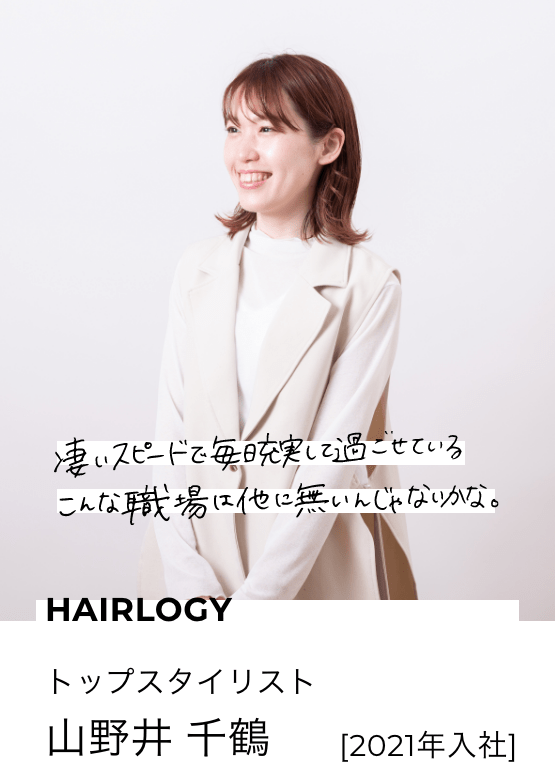 凄いスピードで毎日充実して過ごせている
こんな職場は他に無いんじゃないかな。
HAIRLOGY
トップスタイリスト
山野井 千鶴 [2021年入社]